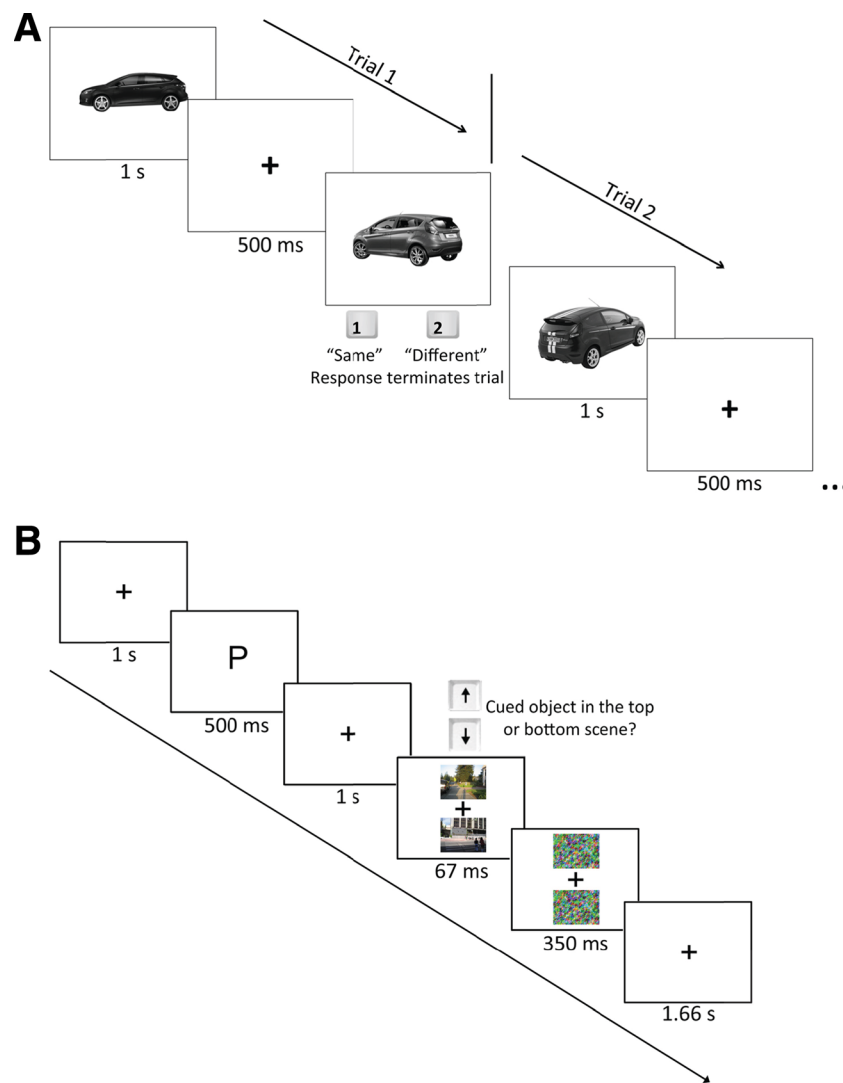 A
Trial 1
1 s
+
500 ms
1 2
“Same” “Different”
Response terminates trial
Trial 2
1 s
+
500 ms
...
B
+
1 s
P
500 ms
+
1 s
↑
↓
Cued object in the top
or bottom scene?
+
67 ms
+
350 ms
+
1.66 s